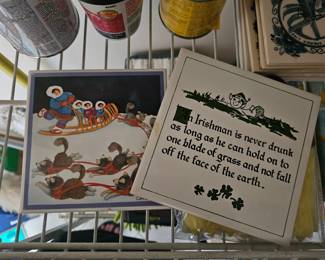 An Irishman is never drunk
as long as he can hold on to
one blade of grass and not fall
off the face of the earth.